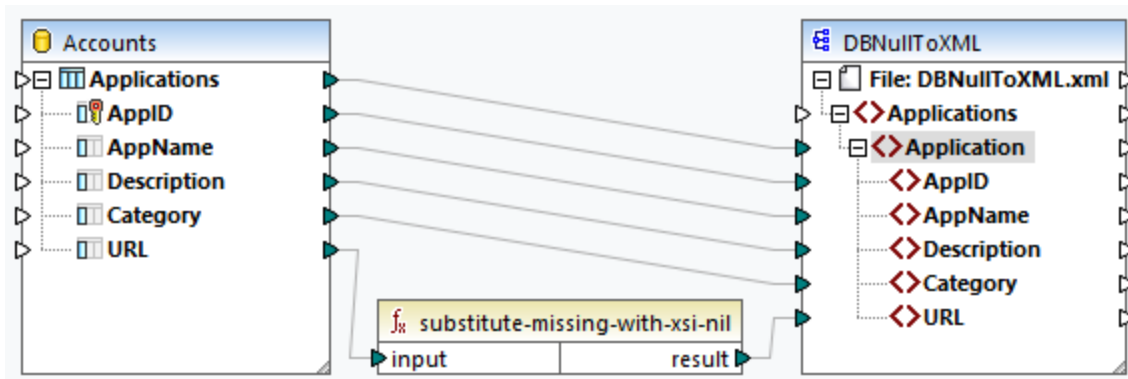 Accounts
Applications
AppID
AppName
Description
Category
URL
fx substitute-missing-with-xsi-nil
input result
DBNullToXML
File: DBNullToXML.xml
Applications
Application
AppID
AppName
Description
Category
URL